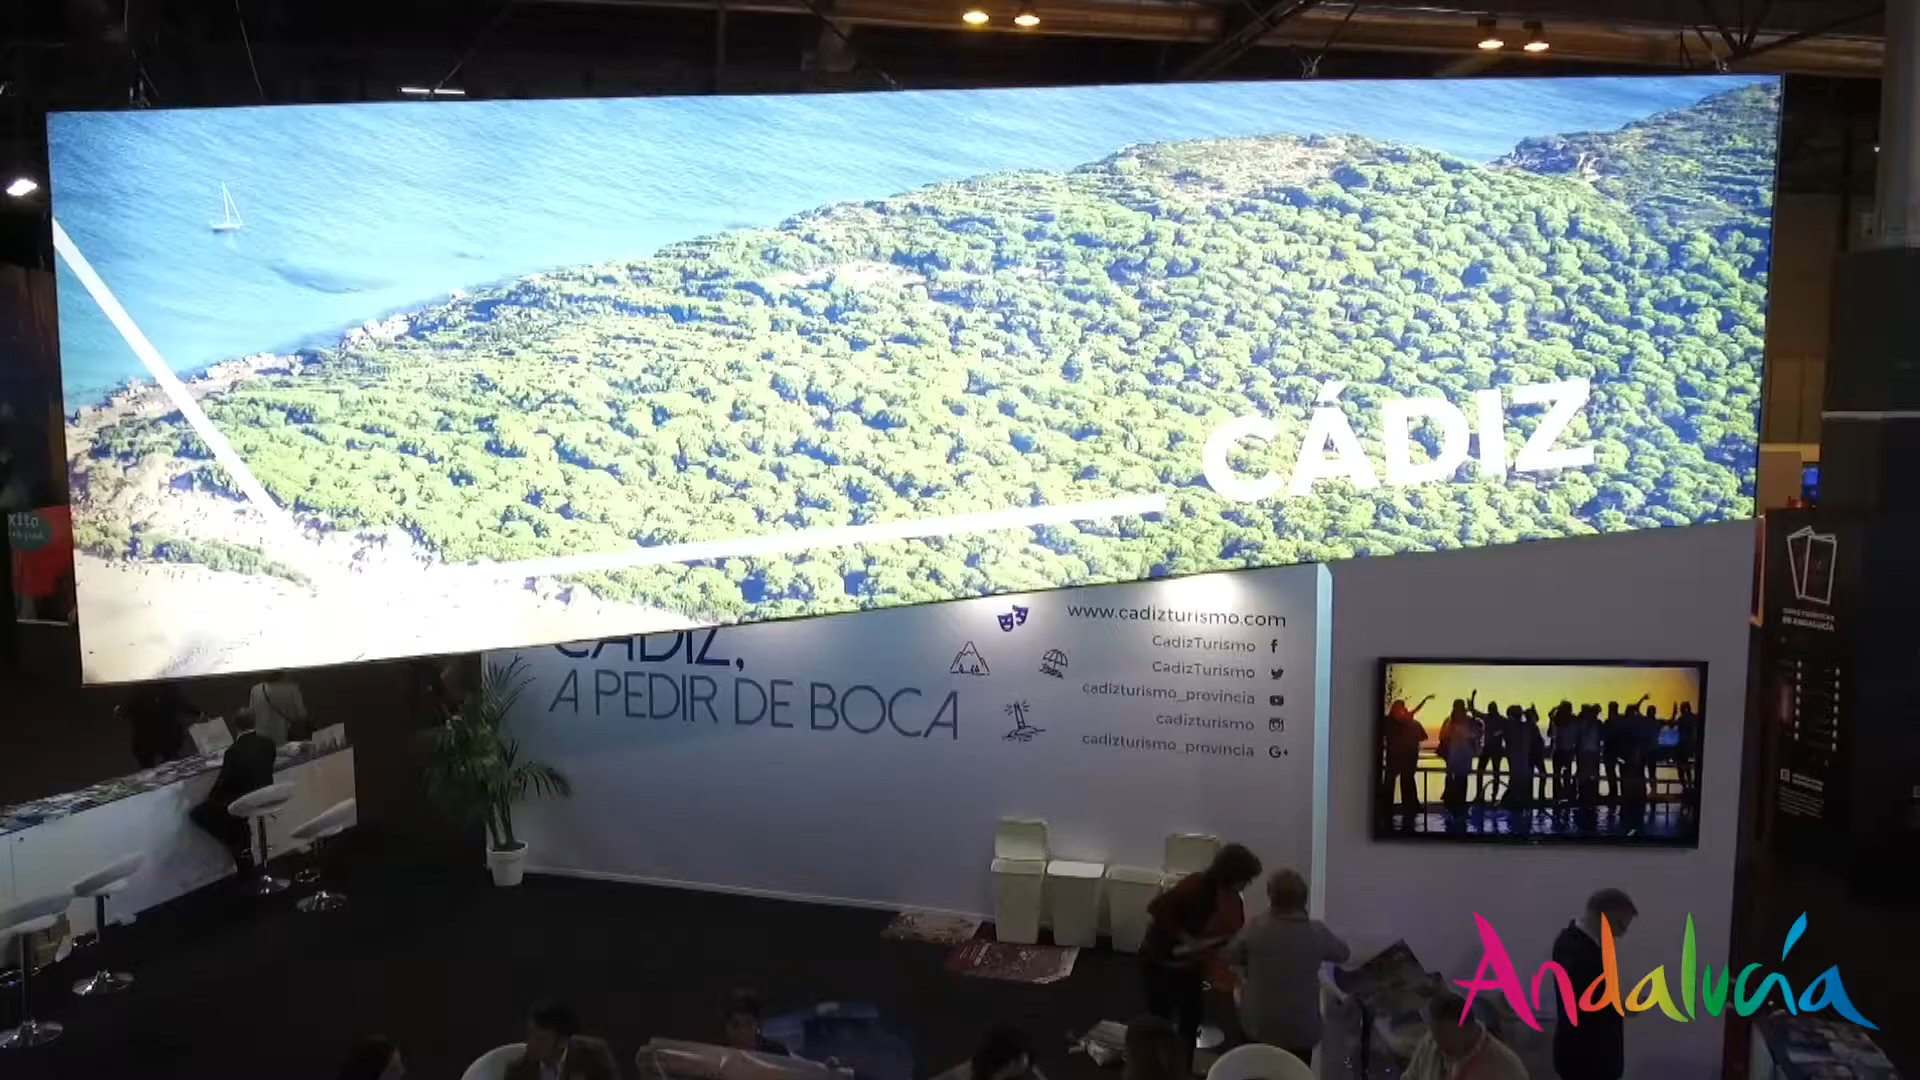 CÁDIZ
CÁDIZ,
A PEDIR DE BOCA
www.cadizturismo.com
CadizTurismo
CadizTurismo
cadizturismo_provincia
cadizturismo
cadizturismo_provincia G+
Andalucía